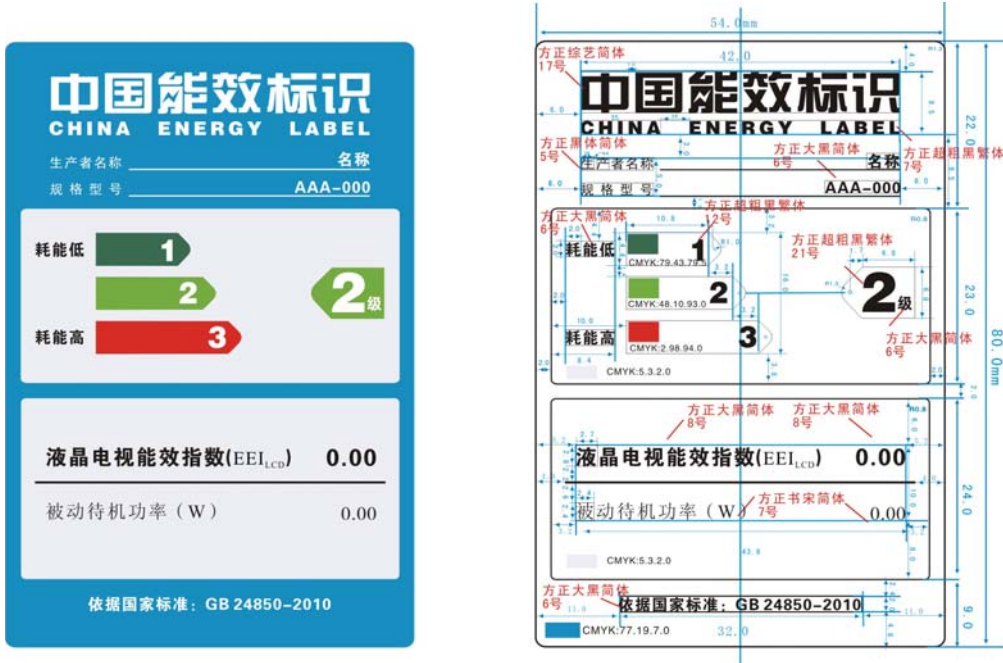 中国能效标识
CHINA ENERGY LABEL
生产者名称 名称
规格型号 AAA-000
耗能低 1
2
2级
耗能高 3
液晶电视能效指数(EEI_LCD) 0.00
被动待机功率（W） 0.00
依据国家标准：GB 24850-2010
54.0mm
方正综艺简体
17号
42.0
中国能效标识
CHINA ENERGY LABEL
方正黑体简体
5号
方正大黑简体
6号
方正超粗黑繁体
7号
生产者名称 名称
规格型号 AAA-000
22.0
方正大黑简体
6号
方正超粗黑繁体
12号
方正超粗黑繁体
21号
耗能低 1
CMYK:79.43.79.5
2
CMYK:48.10.93.0
2级
耗能高 3
CMYK:2.98.94.0
方正大黑简体
6号
CMYK:5.3.2.0
23.0
80.0mm
方正大黑简体
8号
方正大黑简体
8号
液晶电视能效指数(EEI_LCD) 0.00
被动待机功率（W） 0.00
方正书宋简体
7号
43.6
CMYK:5.3.2.0
24.0
方正大黑简体
6号
依据国家标准：GB 24850-2010
11.0
11.0
9.0
CMYK:77.19.7.0
32.0